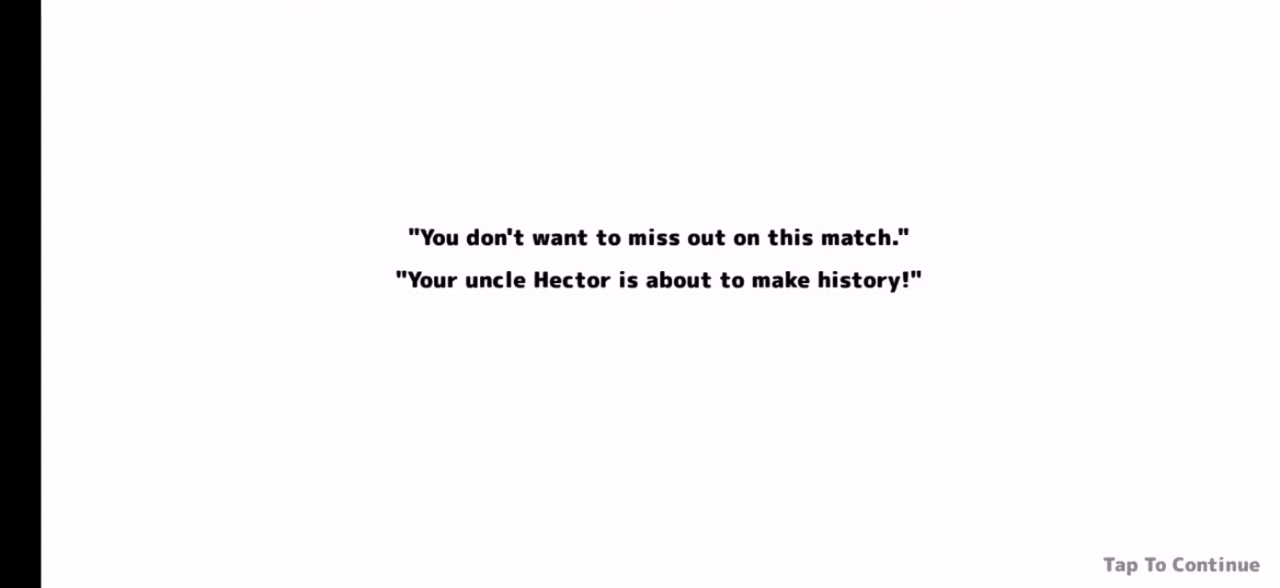 "You don't want to miss out on this match."
"Your uncle Hector is about to make history!"
Tap To Continue